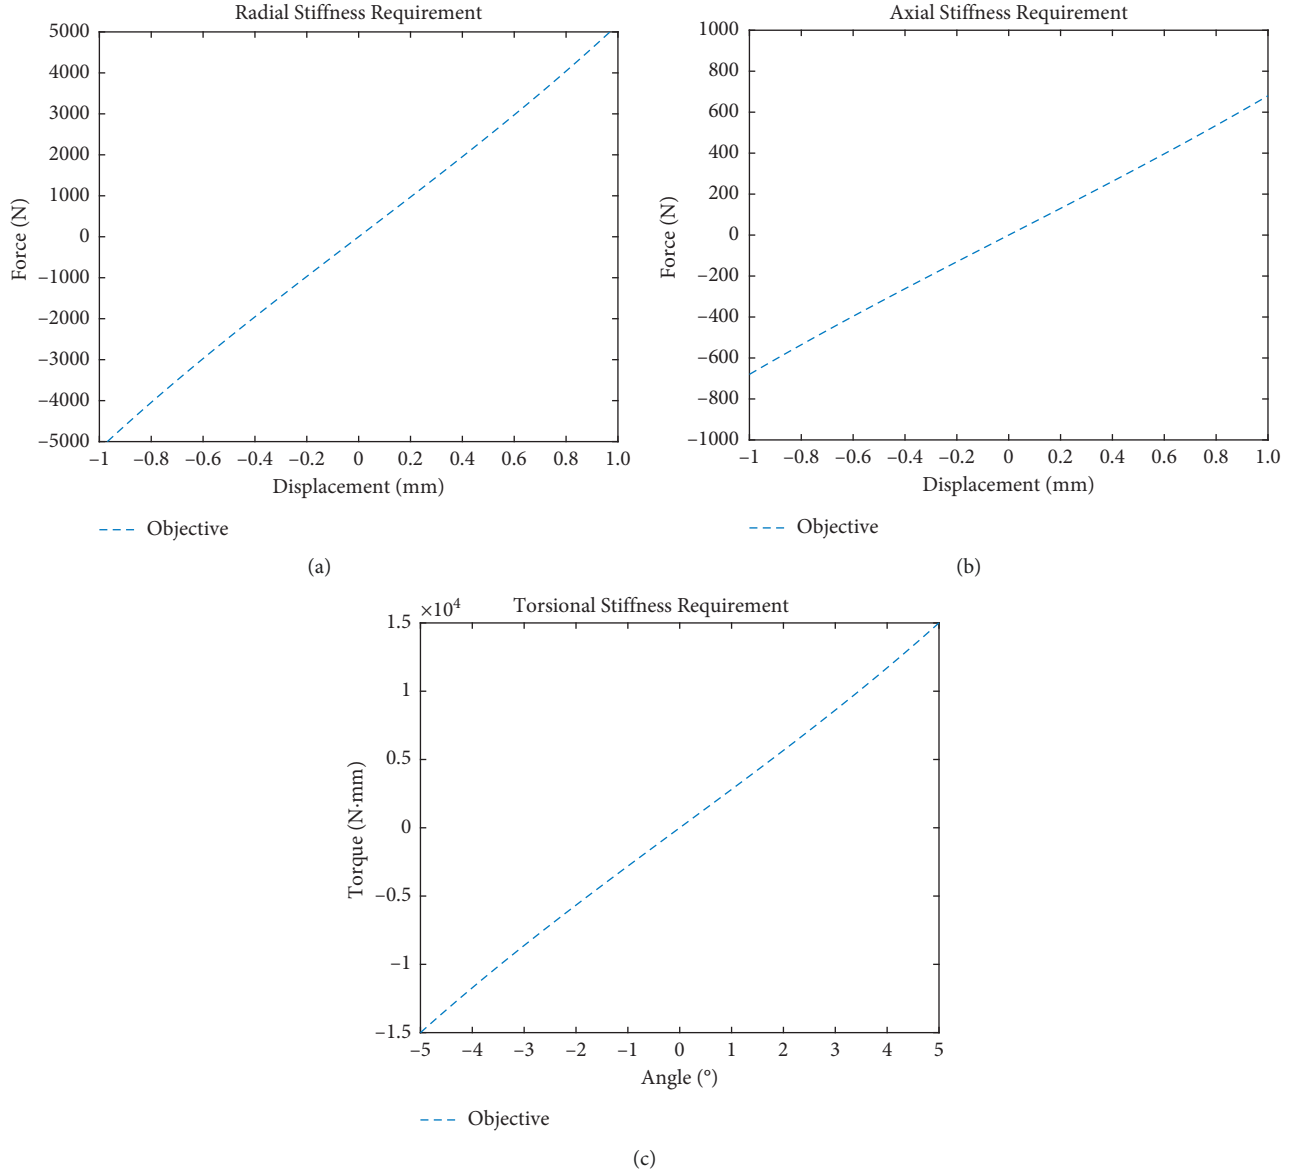 Radial Stiffness Requirement
5000
4000
3000
2000
1000
0
–1000
–2000
–3000
–4000
–5000
Force (N)
–1 –0.8 –0.6 –0.4 –0.2 0 0.2 0.4 0.6 0.8 1.0
Displacement (mm)
Objective
(a)
Axial Stiffness Requirement
1000
800
600
400
200
0
–200
–400
–600
–800
–1000
Force (N)
–1 –0.8 –0.6 –0.4 –0.2 0 0.2 0.4 0.6 0.8 1.0
Displacement (mm)
Objective
(b)
×10⁴ Torsional Stiffness Requirement
1.5
1
0.5
0
–0.5
–1
–1.5
Torque (N·mm)
–5 –4 –3 –2 –1 0 1 2 3 4 5
Angle (°)
Objective
(c)